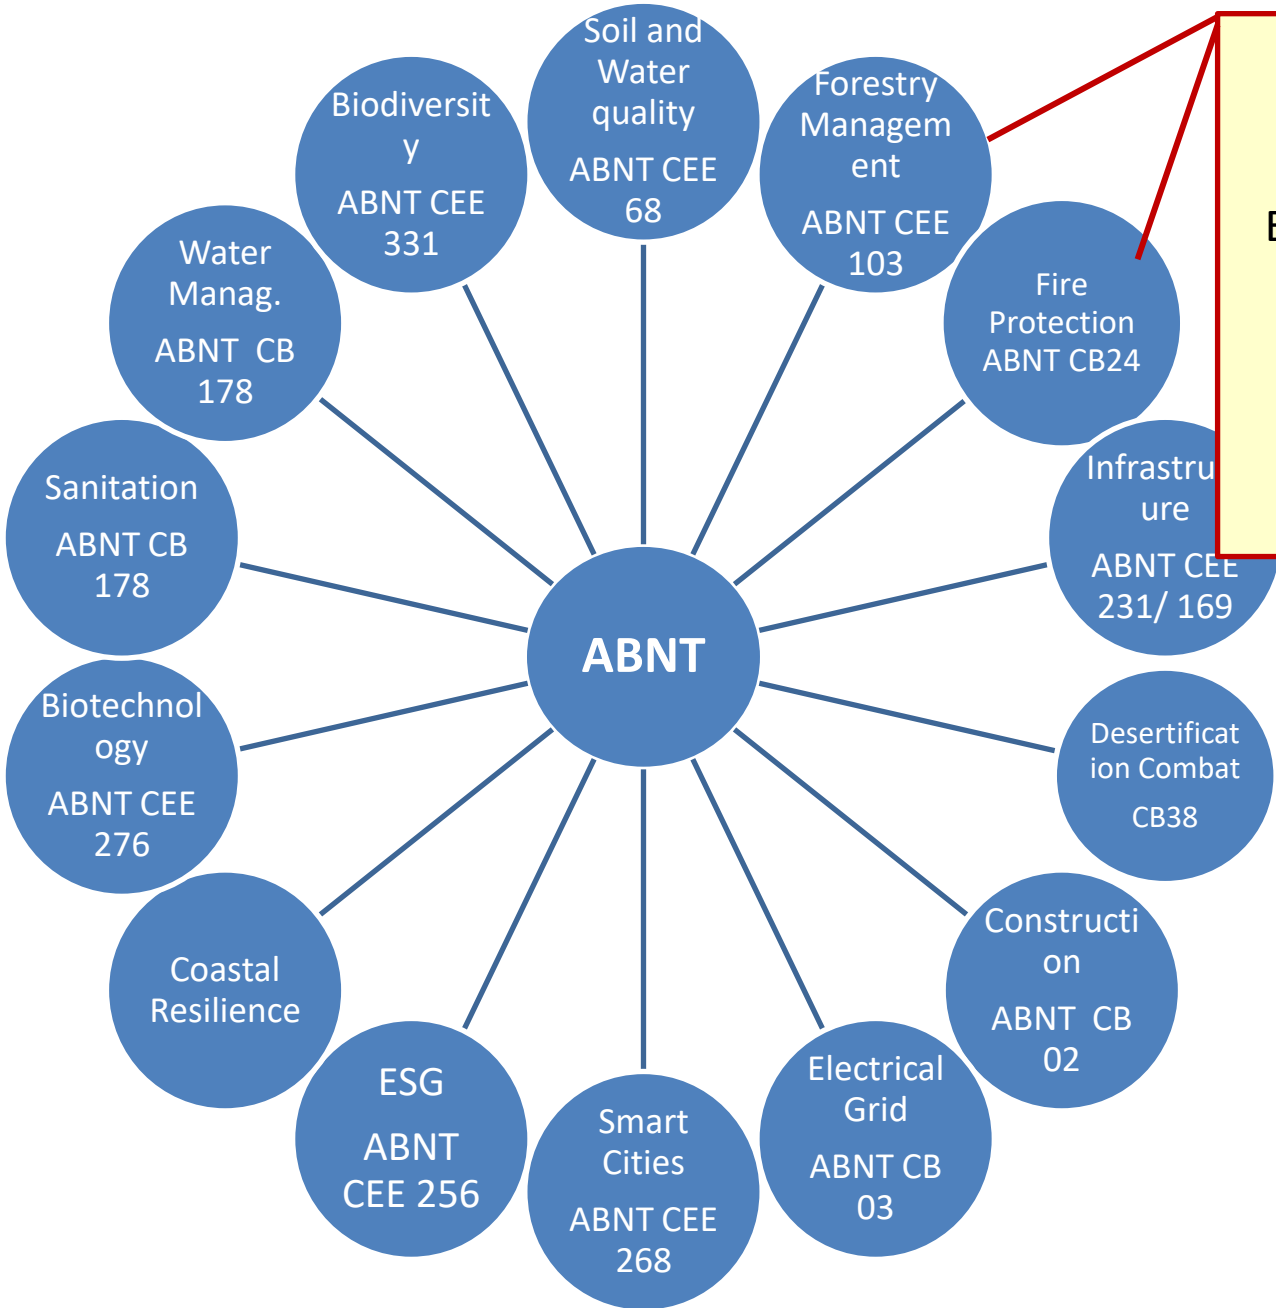 Soil and
Water
quality
ABNT CEE
68
Forestry
Managem
ent
ABNT CEE
103
Fire
Protection
ABNT CB24
Infrastru
ure
ABNT CEE
231/ 169
Desertificat
ion Combat
CB38
Constructi
on
ABNT  CB
02
Electrical
Grid
ABNT CB
03
Smart
Cities
ABNT CEE
268
ESG
ABNT
CEE 256
Coastal
Resilience
Biotechnol
ogy
ABNT CEE
276
Sanitation
ABNT CB
178
Water
Manag.
ABNT  CB
178
Biodiversit
y
ABNT CEE
331
ABNT